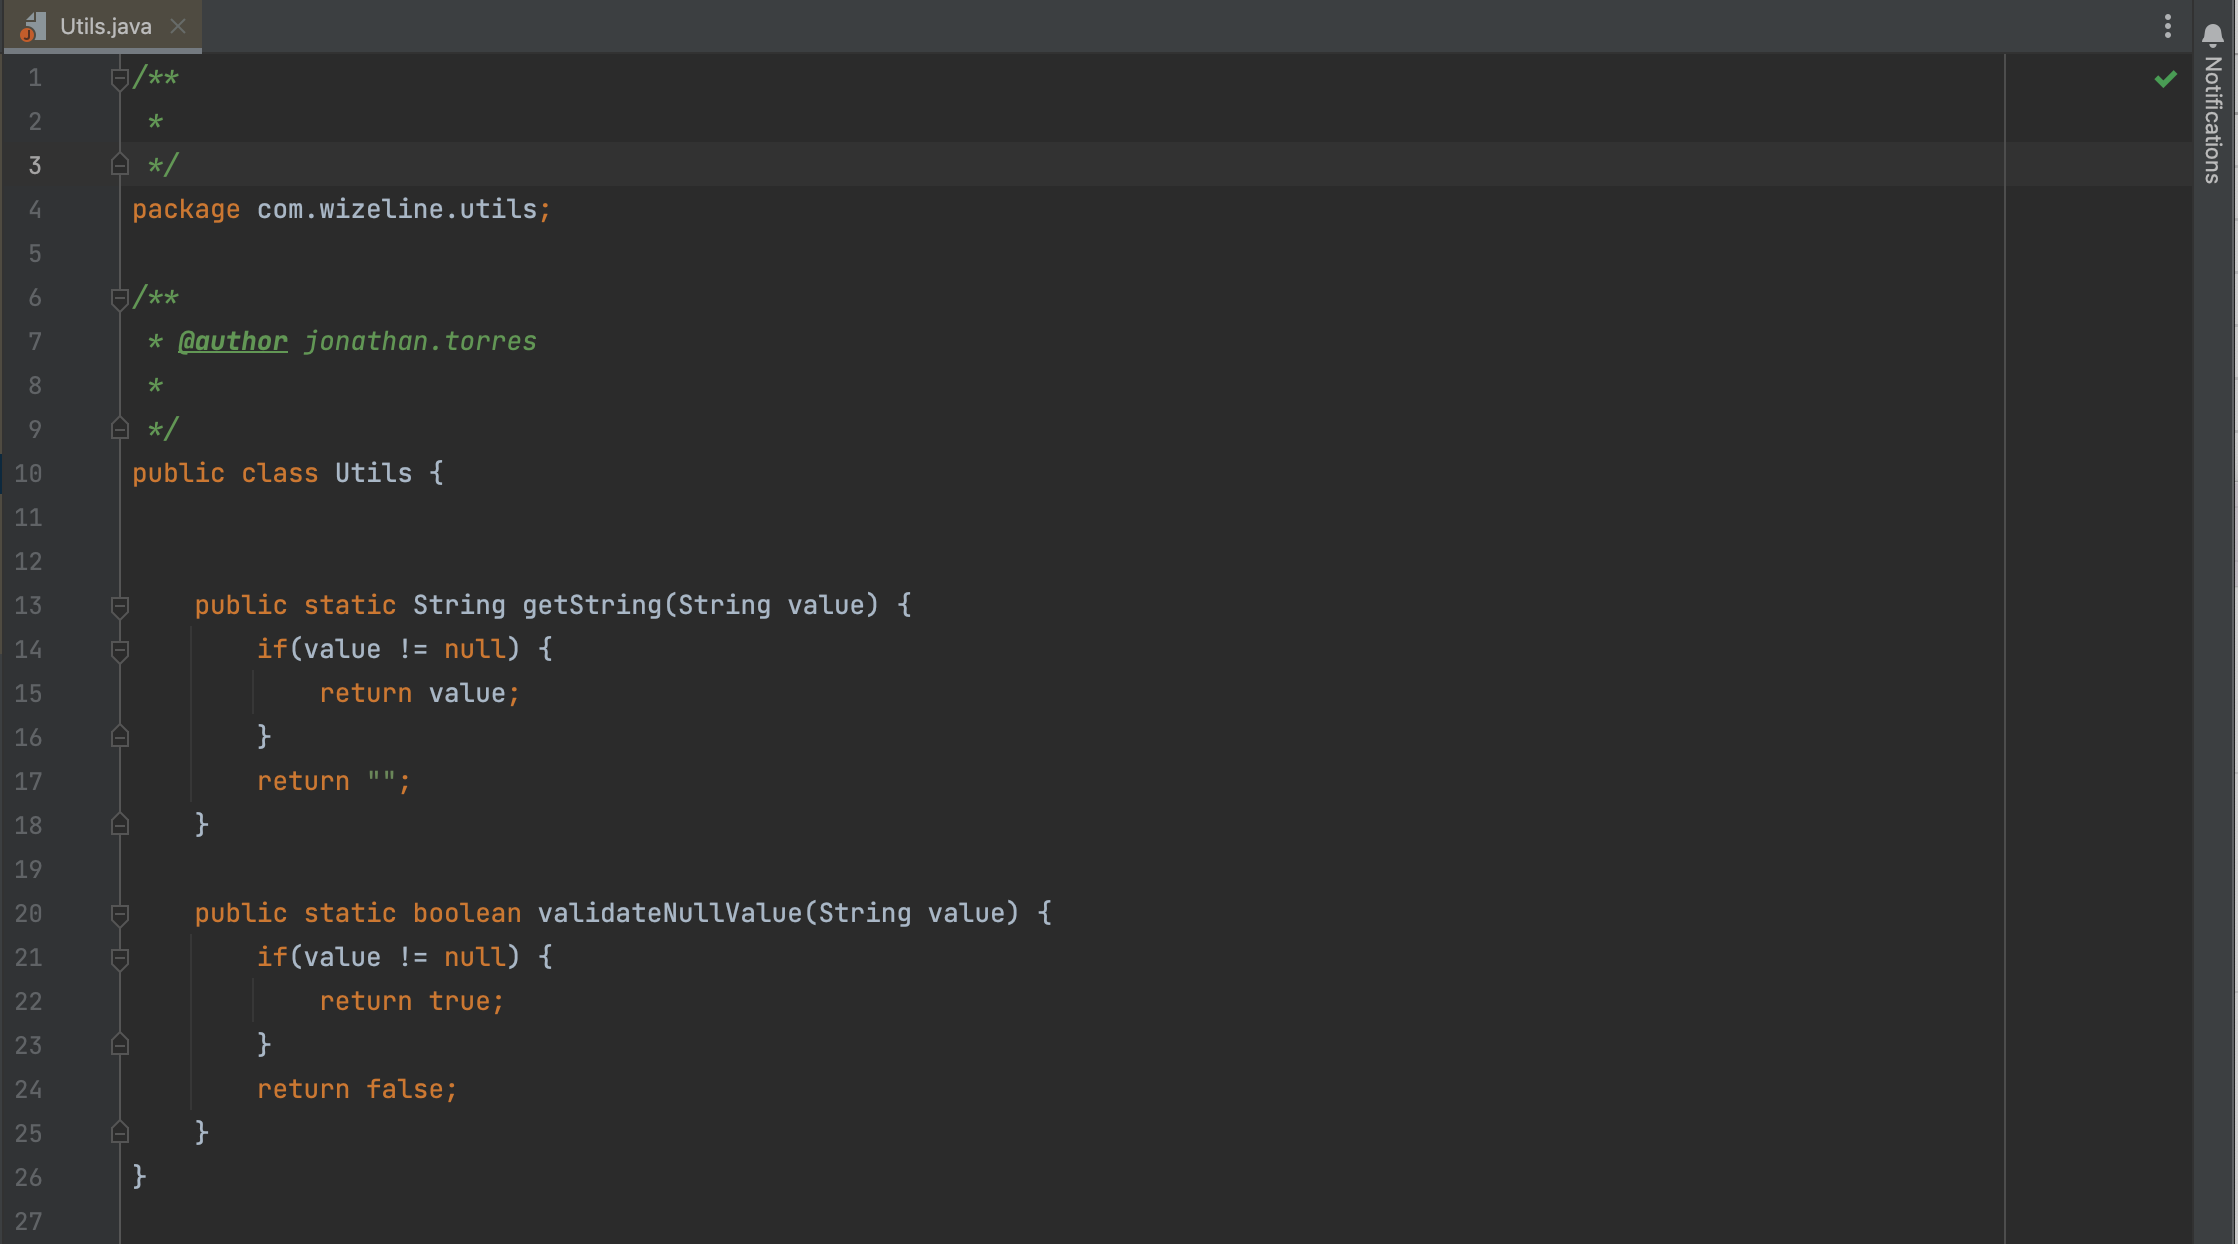 Utils.java
Notifications
1 /**
2 *
3 */
4 package com.wizeline.utils;
5
6 /**
7 * @author jonathan.torres
8 *
9 */
10 public class Utils {
11
12
13 public static String getString(String value) {
14 if(value != null) {
15 return value;
16 }
17 return "";
18 }
19
20 public static boolean validateNullValue(String value) {
21 if(value != null) {
22 return true;
23 }
24 return false;
25 }
26 }
27